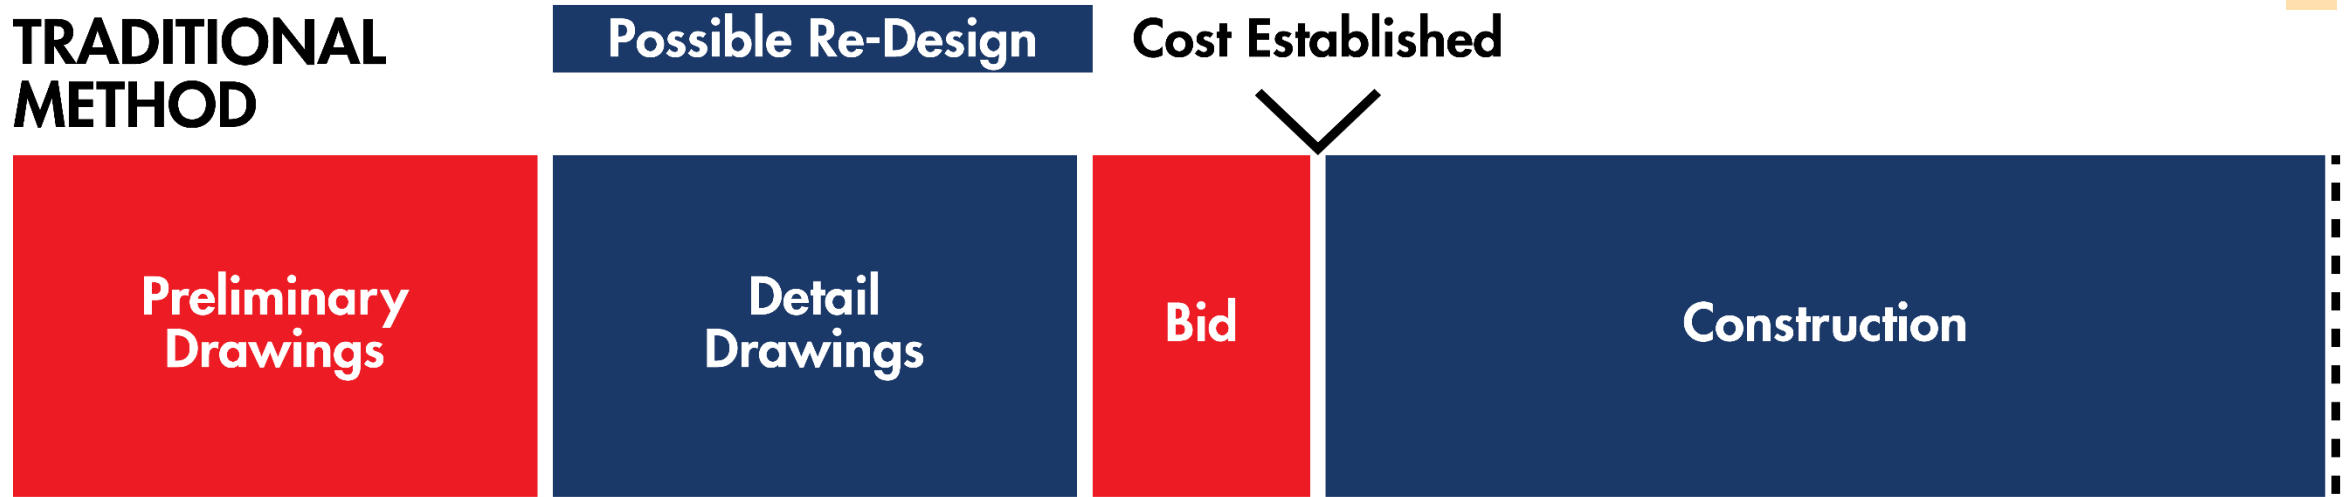 TRADITIONAL
METHOD
Possible Re-Design
Cost Established
Preliminary
Drawings
Detail
Drawings
Bid
Construction